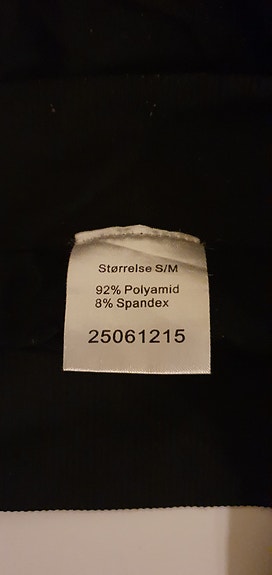 Størrelse S/M
92% Polyamid
8% Spandex
25061215